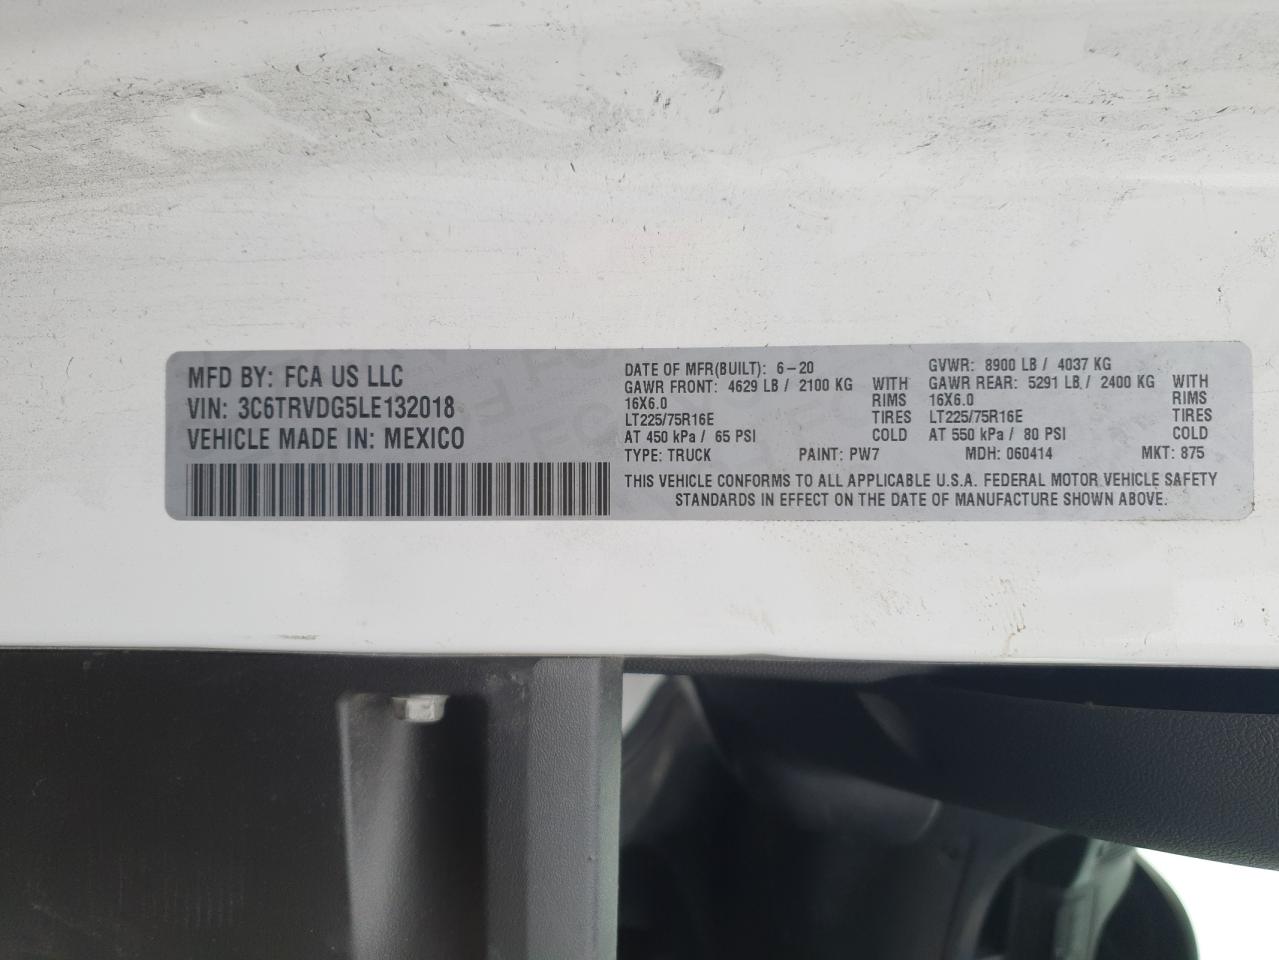 MFD BY: FCA US LLC
VIN: 3C6TRVDG5LE132018
VEHICLE MADE IN: MEXICO
DATE OF MFR(BUILT): 6-20
GAWR FRONT: 4629 LB / 2100 KG WITH
16X6.0 RIMS
LT225/75R16E TIRES
AT 450 kPa / 65 PSI COLD
GVWR: 8900 LB / 4037 KG
GAWR REAR: 5291 LB / 2400 KG WITH
16X6.0 RIMS
LT225/75R16E TIRES
AT 550 kPa / 80 PSI COLD
TYPE: TRUCK PAINT: PW7 MDH: 060414 MKT: 875
THIS VEHICLE CONFORMS TO ALL APPLICABLE U.S.A. FEDERAL MOTOR VEHICLE SAFETY
STANDARDS IN EFFECT ON THE DATE OF MANUFACTURE SHOWN ABOVE.